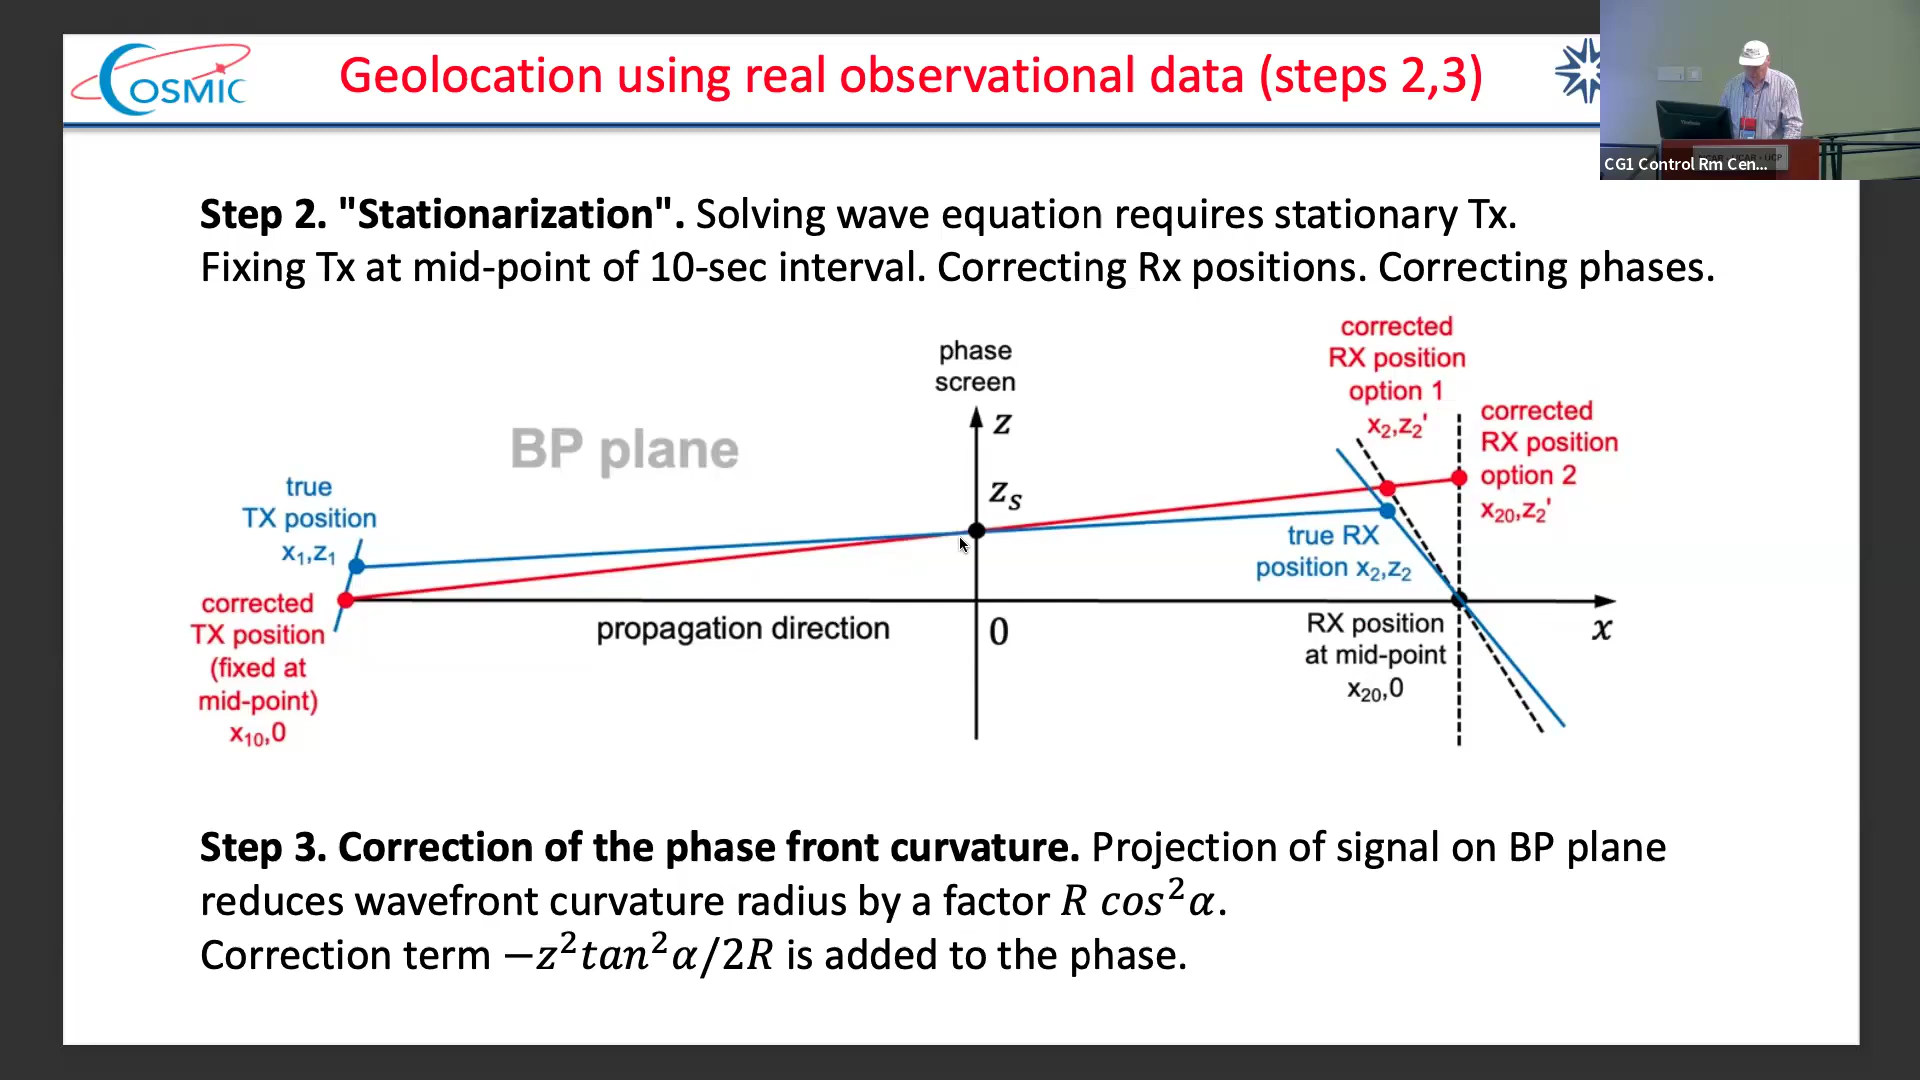 COSMIC
Geolocation using real observational data (steps 2,3)
CG1 Control Rm Cen...
Step 2. "Stationarization". Solving wave equation requires stationary Tx.
Fixing Tx at mid-point of 10-sec interval. Correcting Rx positions. Correcting phases.
phase
screen
z
BP plane
z_S
corrected
RX position
option 1
x₂,z₂'
corrected
RX position
option 2
x₂₀,z₂'
true
TX position
x₁,z₁
true RX
position x₂,z₂
corrected
TX position
(fixed at
mid-point)
x₁₀,0
propagation direction
0
RX position
at mid-point
x₂₀,0
x
Step 3. Correction of the phase front curvature. Projection of signal on BP plane
reduces wavefront curvature radius by a factor R cos²α.
Correction term −z²tan²α/2R is added to the phase.